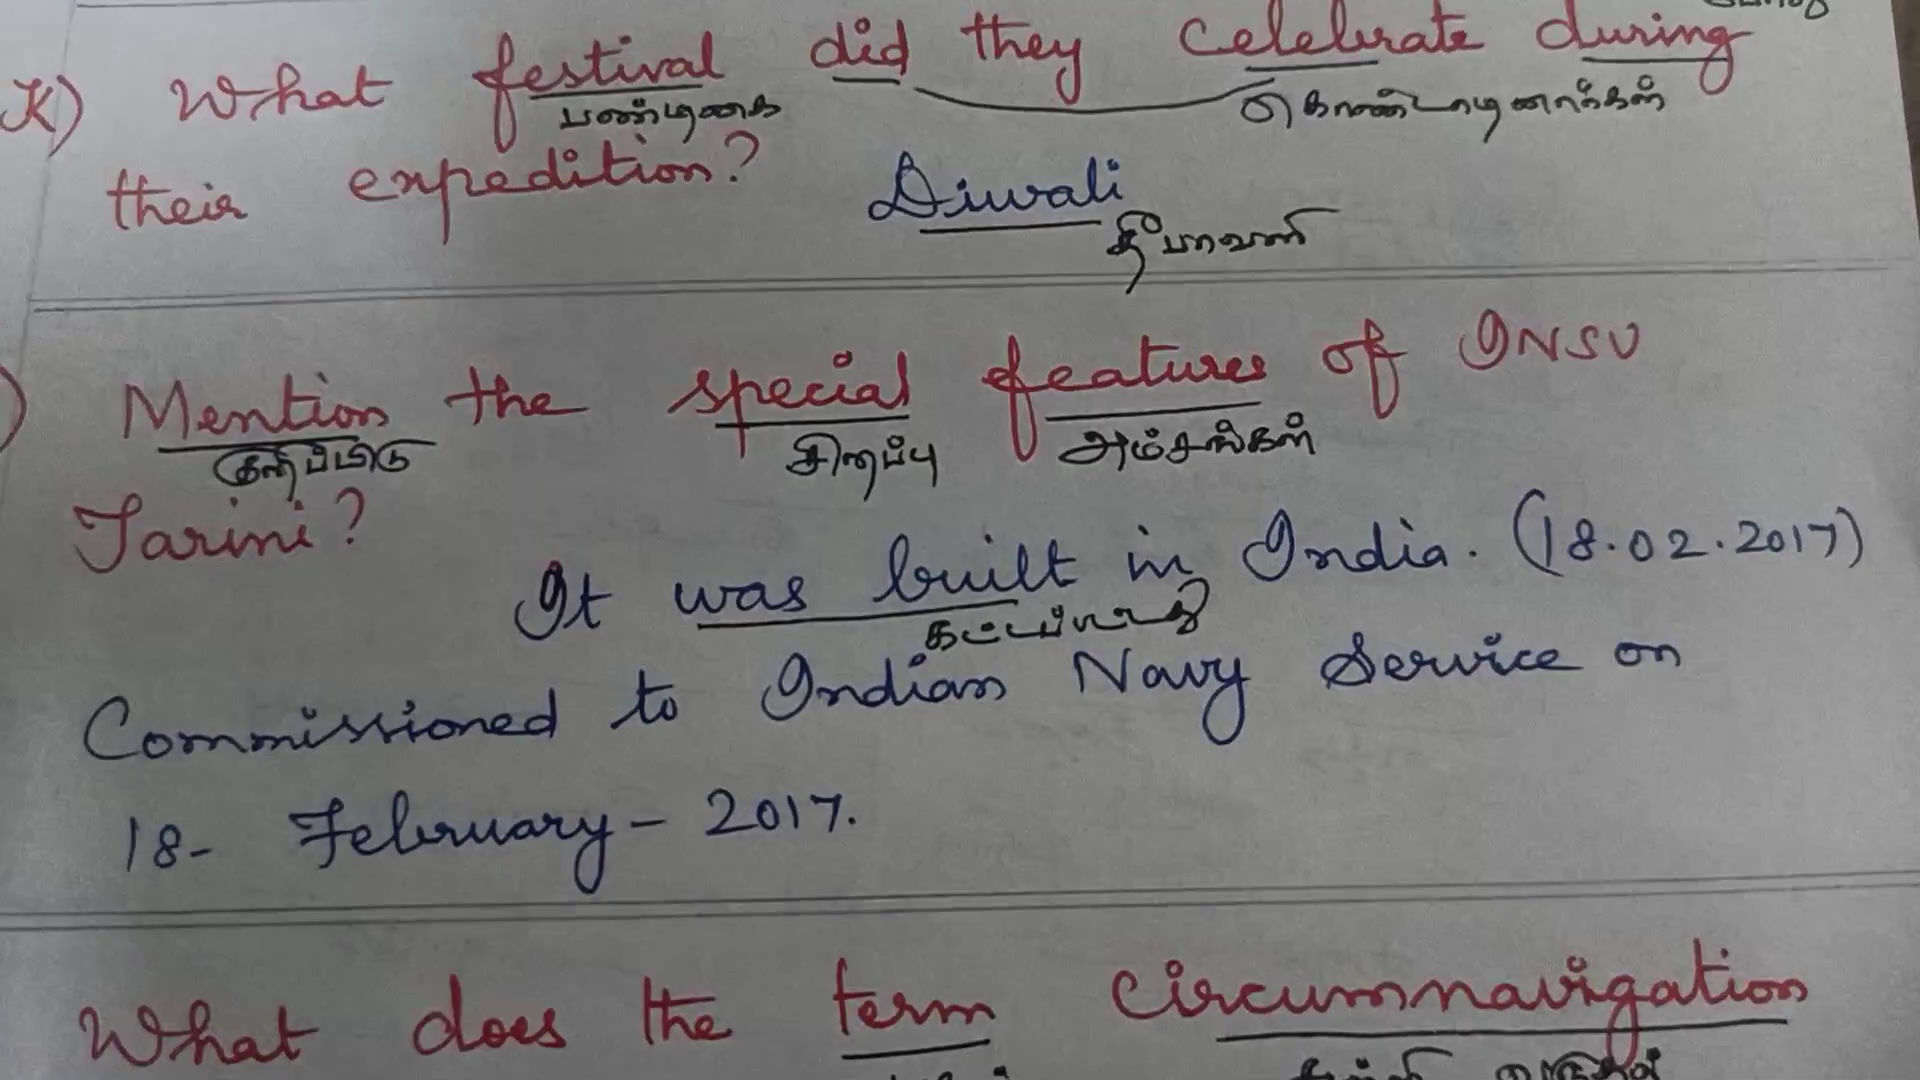 K) What festival did they celebrate during
பண்டிகை கொண்டாடினார்கள்
their expedition? Diwali
தீபாவளி
Mention the special features of INSV
குறிப்பிடு சிறப்பு அம்சங்கள்
Tarini?
It was built in India. (18.02.2017)
கட்டப்பட்டது
Commissioned to Indian Navy Service on
18- February - 2017.
What does the term circumnavigation